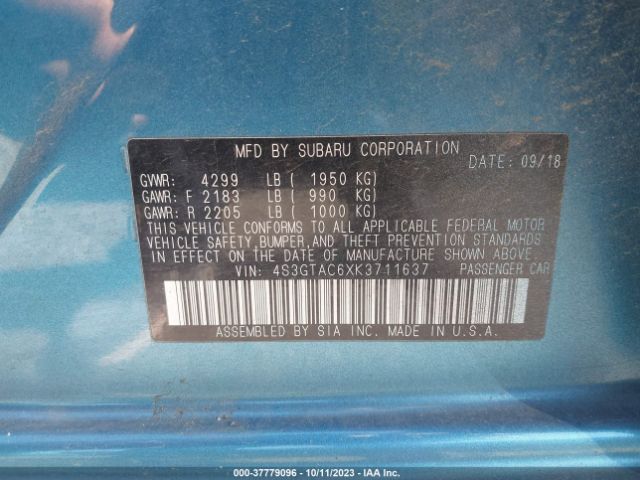 MFD BY SUBARU CORPORATION
DATE: 09/18
GVWR: 4299 LB ( 1950 KG)
GAWR: F 2183 LB ( 990 KG)
GAWR: R 2205 LB ( 1000 KG)
THIS VEHICLE CONFORMS TO ALL APPLICABLE FEDERAL MOTOR
VEHICLE SAFETY, BUMPER, AND THEFT PREVENTION STANDARDS
IN EFFECT ON THE DATE OF MANUFACTURE SHOWN ABOVE.
VIN: 4S3GTAC6XK3711637 PASSENGER CAR
ASSEMBLED BY SIA INC. MADE IN U.S.A.
000-37779096 - 10/11/2023 - IAA Inc.